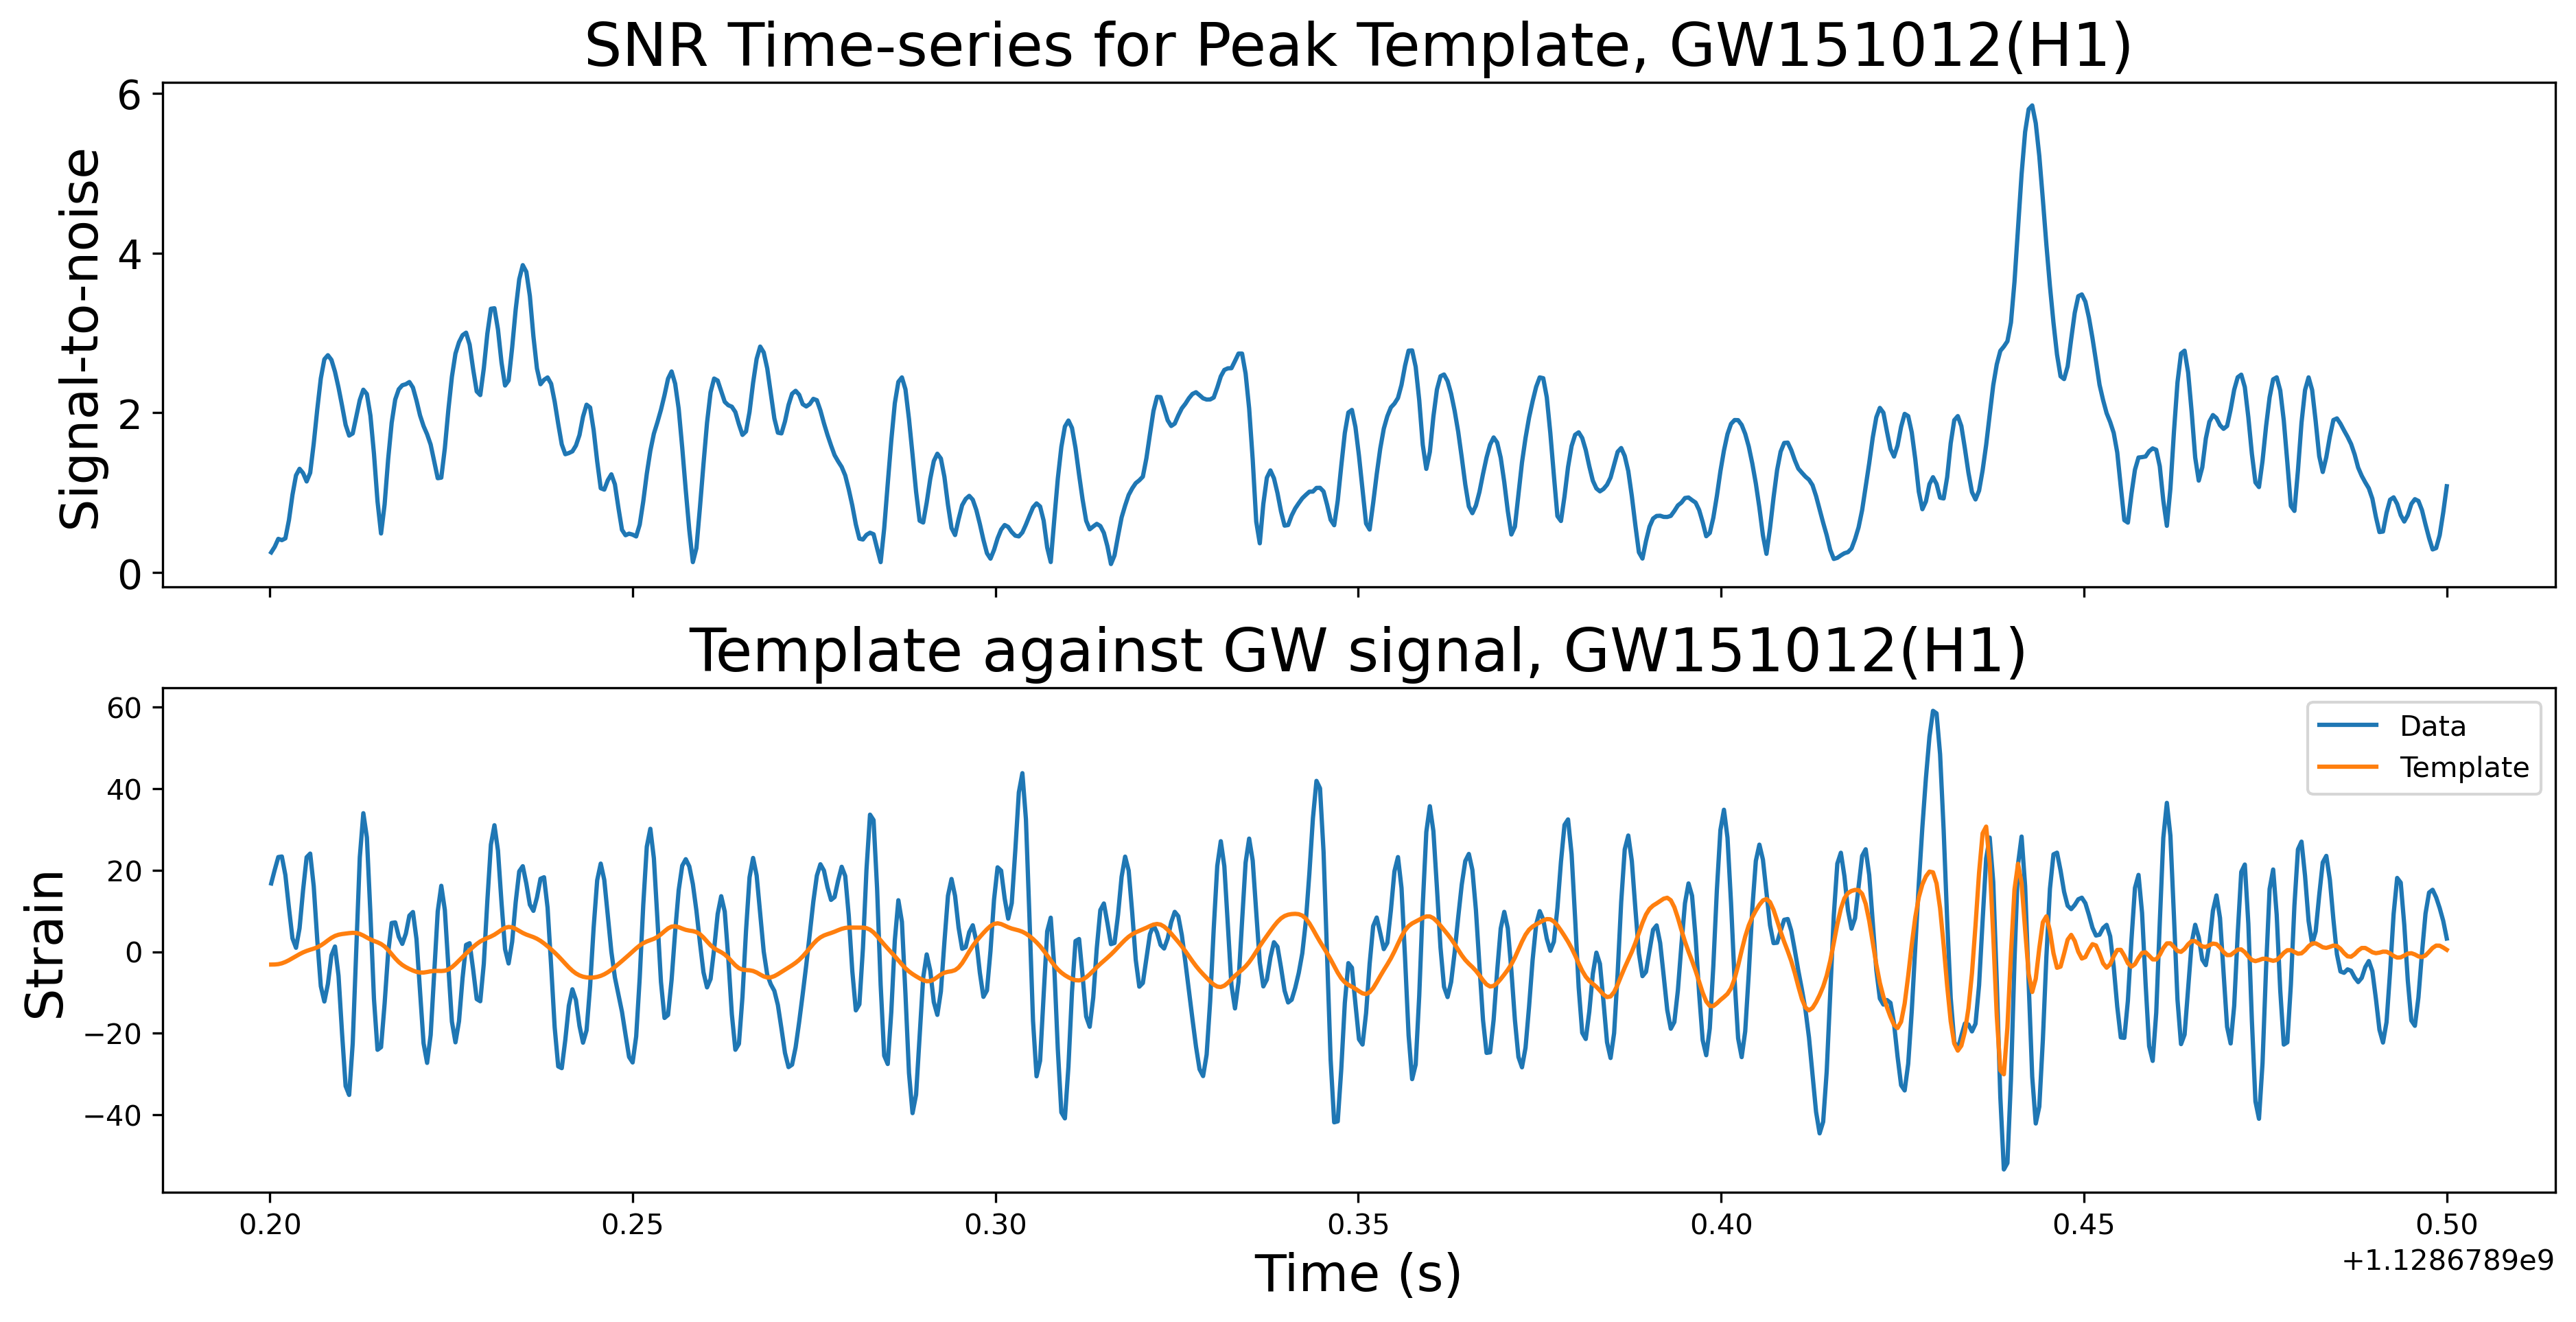 SNR Time-series for Peak Template, GW151012(H1)
Signal-to-noise
6
4
2
0
Template against GW signal, GW151012(H1)
Strain
60
40
20
0
−20
−40
Data
Template
0.20 0.25 0.30 0.35 0.40 0.45 0.50
+1.1286789e9
Time (s)